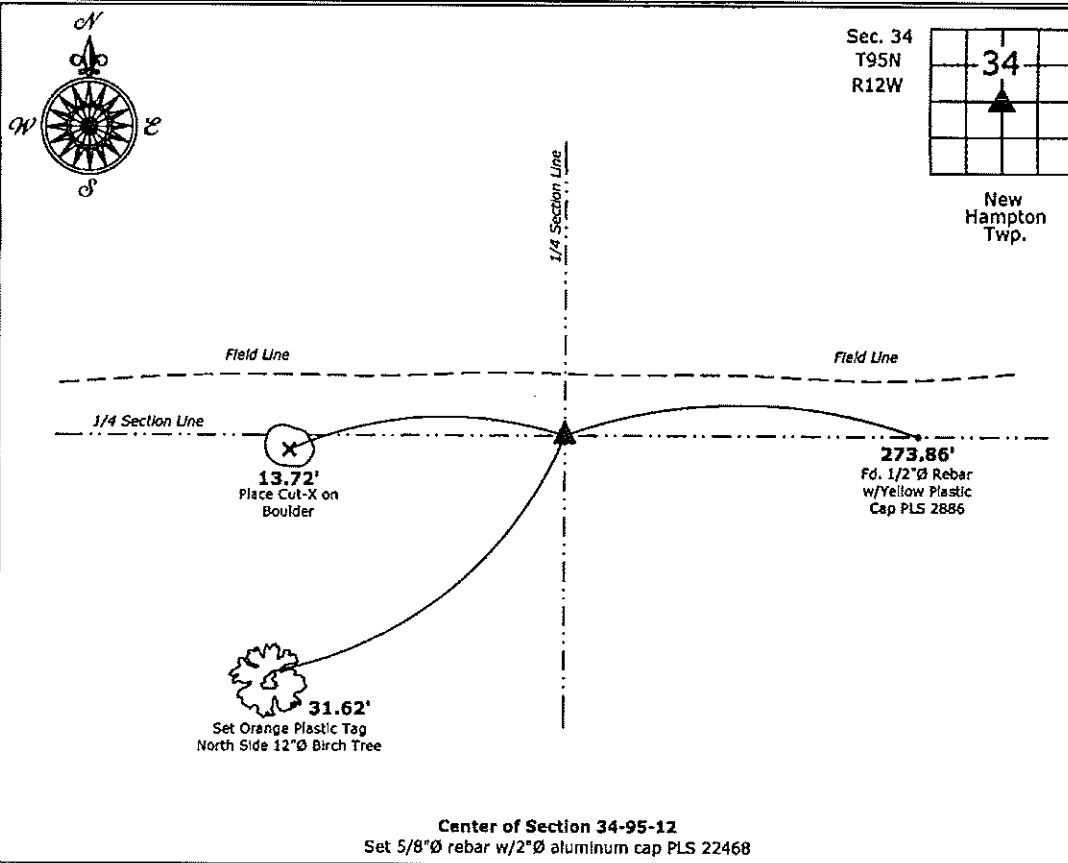 N
W
E
S
Sec. 34
T95N
R12W
34
New
Hampton
Twp.
1/4 Section Line
Field Line
Field Line
1/4 Section Line
13.72'
Place Cut-X on
Boulder
273.86'
Fd. 1/2"Ø Rebar
w/Yellow Plastic
Cap PLS 2886
31.62'
Set Orange Plastic Tag
North Side 12"Ø Birch Tree
Center of Section 34-95-12
Set 5/8"Ø rebar w/2"Ø aluminum cap PLS 22468